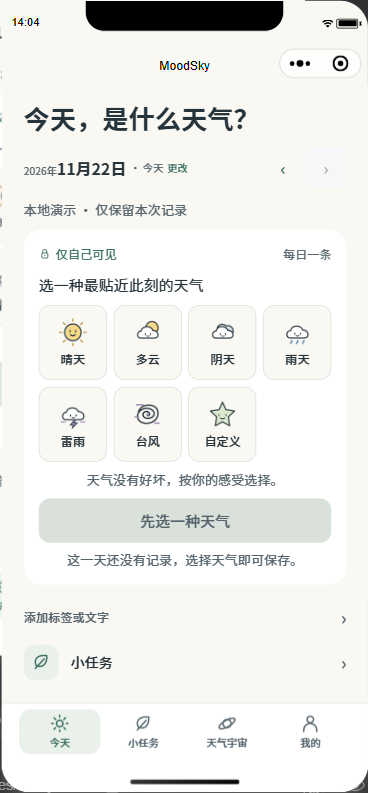 14:04
MoodSky
今天，是什么天气？
2026年11月22日 · 今天 更改
本地演示 · 仅保留本次记录
仅自己可见 每日一条
选一种最贴近此刻的天气
晴天 多云 阴天 雨天
雷雨 台风 自定义
天气没有好坏，按你的感受选择。
先选一种天气
这一天还没有记录，选择天气即可保存。
添加标签或文字
小任务
今天 小任务 天气宇宙 我的